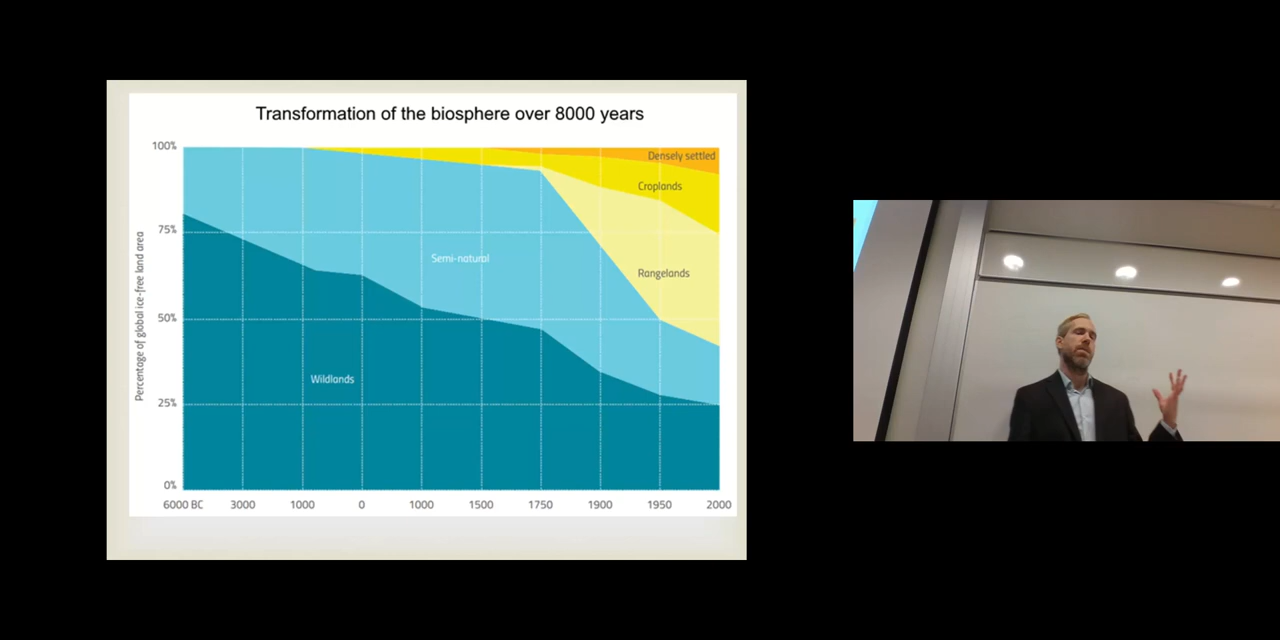 Transformation of the biosphere over 8000 years
100%
75%
50%
25%
0%
Percentage of global ice-free land area
Densely settled
Croplands
Semi-natural
Rangelands
Wildlands
6000 BC 3000 1000 0 1000 1500 1750 1900 1950 2000